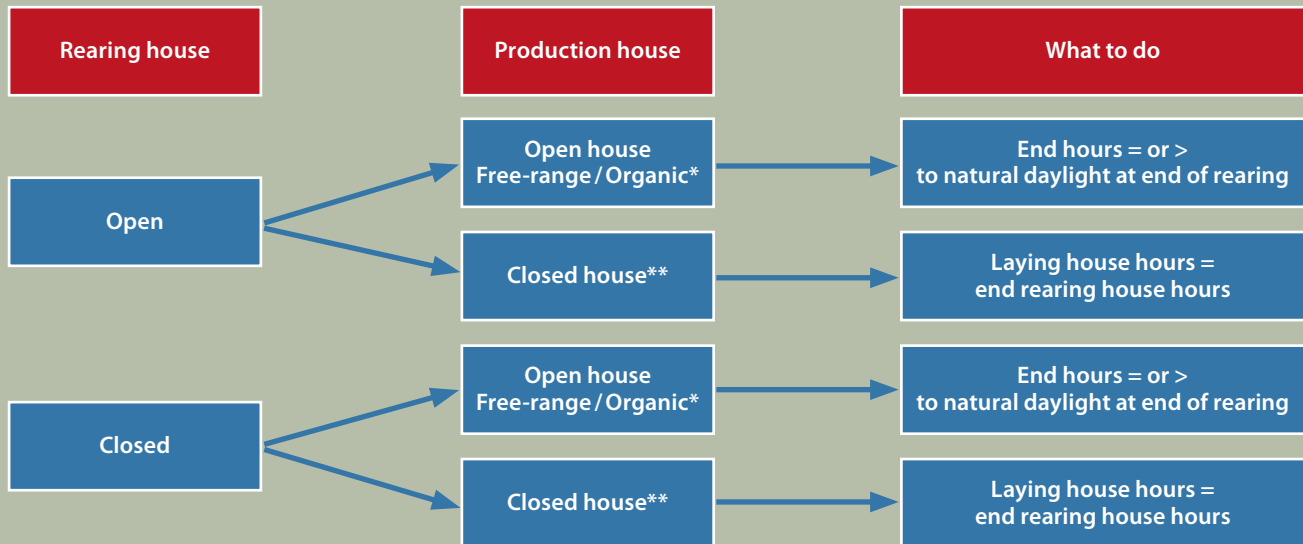 Rearing house
Production house
What to do
Open
Open house
Free-range / Organic*
End hours = or >
to natural daylight at end of rearing
Closed house**
Laying house hours =
end rearing house hours
Closed
Open house
Free-range / Organic*
End hours = or >
to natural daylight at end of rearing
Closed house**
Laying house hours =
end rearing house hours